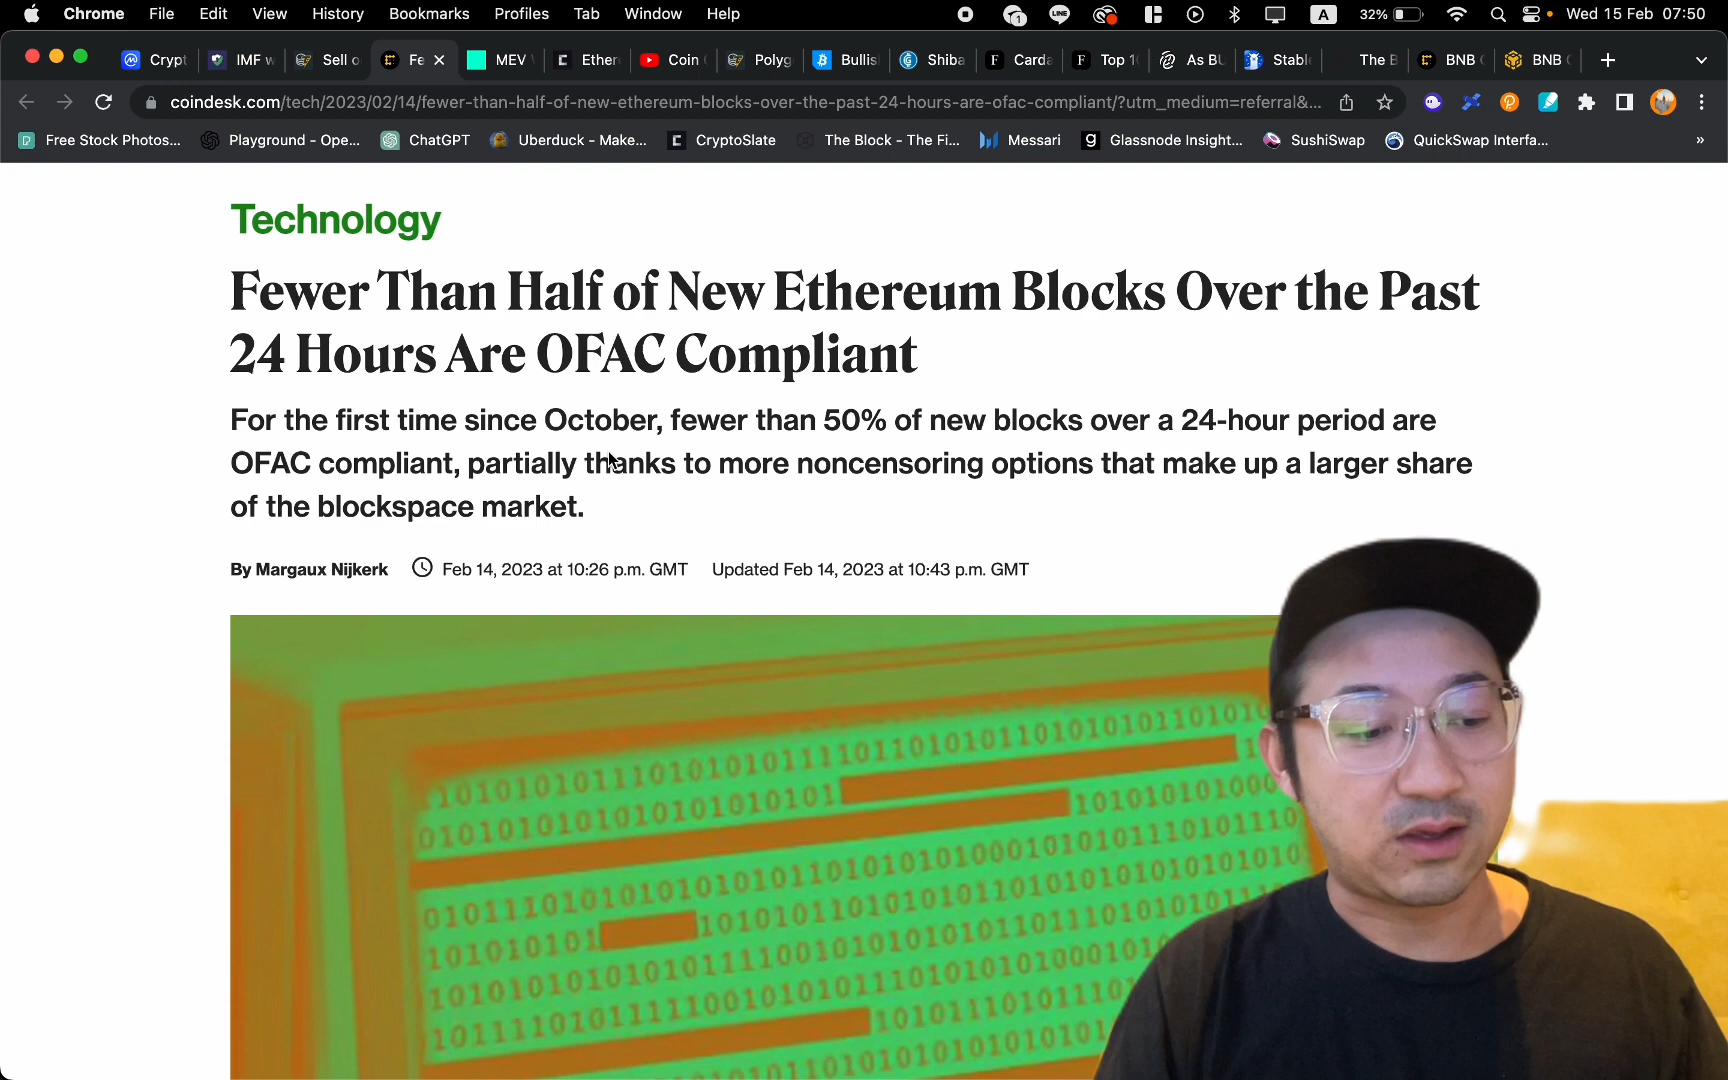 Chrome File Edit View History Bookmarks Profiles Tab Window Help 1 A 32% Wed 15 Feb 07:50
Crypt IMF w Sell o Fe MEV Ether Coin Polyg Bullis Shiba Carda Top 1 As BU Stabl The B BNB BNB
coindesk.com/tech/2023/02/14/fewer-than-half-of-new-ethereum-blocks-over-the-past-24-hours-are-ofac-compliant/?utm_medium=referral&...
Free Stock Photos... Playground - Ope... ChatGPT Uberduck - Make... CryptoSlate The Block - The Fi... Messari Glassnode Insight... SushiSwap QuickSwap Interfa... »
Technology
Fewer Than Half of New Ethereum Blocks Over the Past
24 Hours Are OFAC Compliant
For the first time since October, fewer than 50% of new blocks over a 24-hour period are
OFAC compliant, partially thanks to more noncensoring options that make up a larger share
of the blockspace market.
By Margaux Nijkerk Feb 14, 2023 at 10:26 p.m. GMT Updated Feb 14, 2023 at 10:43 p.m. GMT